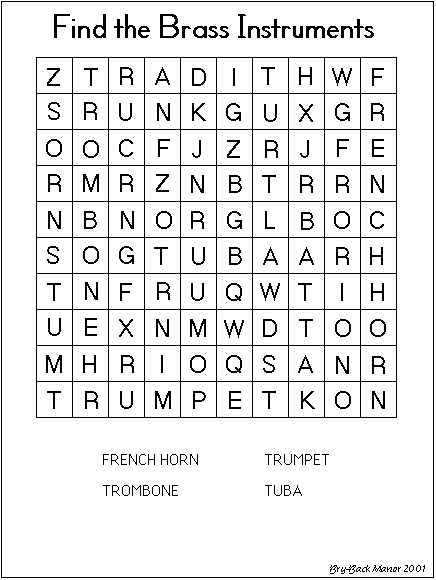 Find the Brass Instruments
Z T R A D I T H W F
S R U N K G U X G R
O O C F J Z R J F E
R M R Z N B T R R N
N B N O R G L B O C
S O G T U B A A R H
T N F R U Q W T I H
U E X N M W D T O O
M H R I O Q S A N R
T R U M P E T K O N
FRENCH HORN TRUMPET
TROMBONE TUBA
Bry-Back Manor 2001